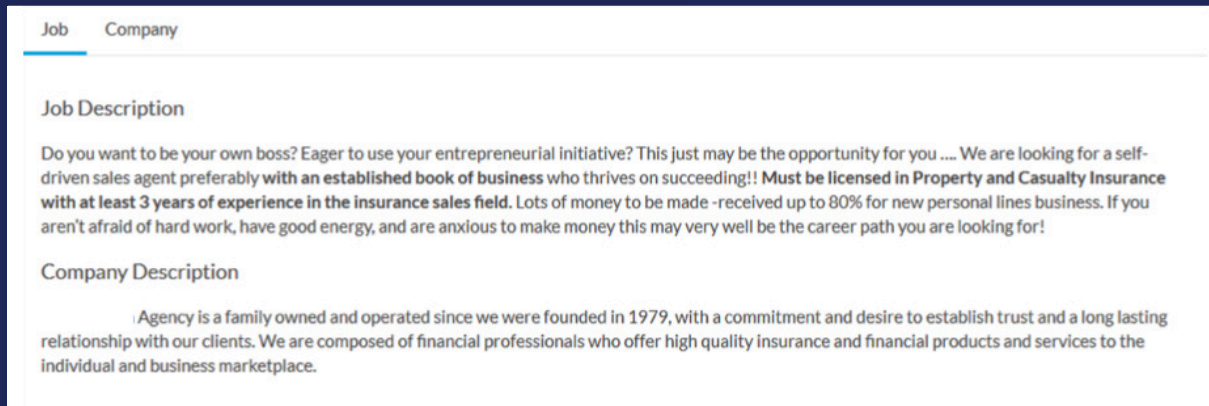 Job Company
Job Description
Do you want to be your own boss? Eager to use your entrepreneurial initiative? This just may be the opportunity for you .... We are looking for a self-
driven sales agent preferably with an established book of business who thrives on succeeding!! Must be licensed in Property and Casualty Insurance
with at least 3 years of experience in the insurance sales field. Lots of money to be made -received up to 80% for new personal lines business. If you
aren't afraid of hard work, have good energy, and are anxious to make money this may very well be the career path you are looking for!
Company Description
Agency is a family owned and operated since we were founded in 1979, with a commitment and desire to establish trust and a long lasting
relationship with our clients. We are composed of financial professionals who offer high quality insurance and financial products and services to the
individual and business marketplace.